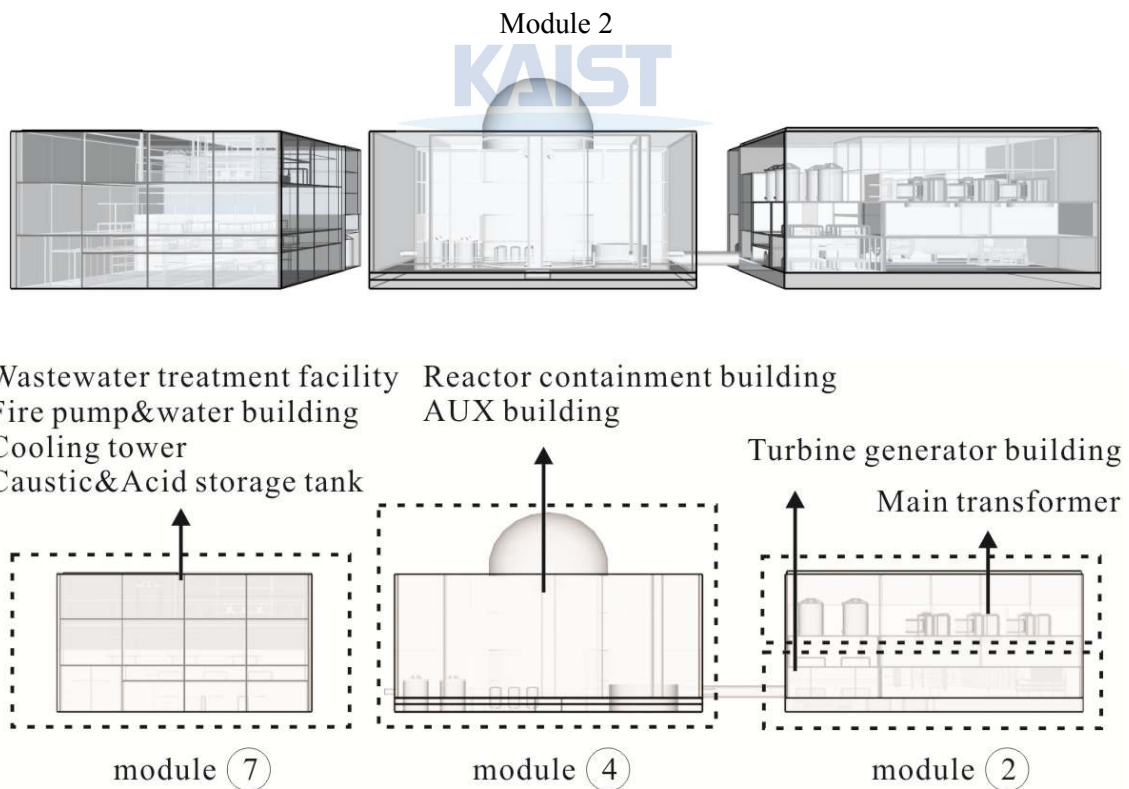 Module 2
KAIST
Wastewater treatment facility
Fire pump&water building
Cooling tower
Caustic&Acid storage tank
Reactor containment building
AUX building
Turbine generator building
Main transformer
module 7
module 4
module 2